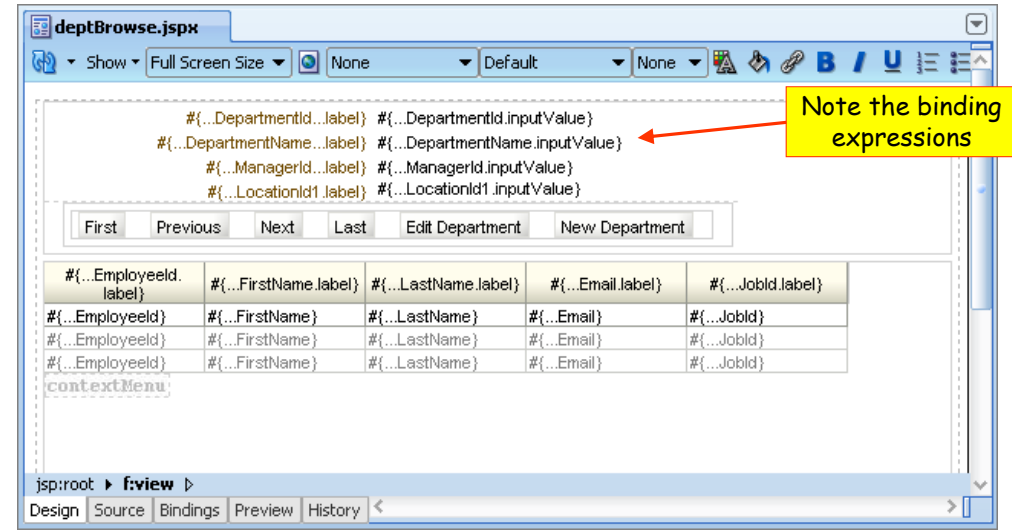 deptBrowse.jspx
Show Full Screen Size None Default None B I U
Note the binding
expressions
#{...DepartmentId...label} #{...DepartmentId.inputValue}
#{...DepartmentName...label} #{...DepartmentName.inputValue}
#{...ManagerId...label} #{...ManagerId.inputValue}
#{...LocationId1.label} #{...LocationId1.inputValue}
First Previous Next Last Edit Department New Department
#{...EmployeeId.
label} #{...FirstName.label} #{...LastName.label} #{...Email.label} #{...JobId.label}
#{...EmployeeId} #{...FirstName} #{...LastName} #{...Email} #{...JobId}
#{...EmployeeId} #{...FirstName} #{...LastName} #{...Email} #{...JobId}
#{...EmployeeId} #{...FirstName} #{...LastName} #{...Email} #{...JobId}
contextMenu
jsp:root f:view
Design Source Bindings Preview History